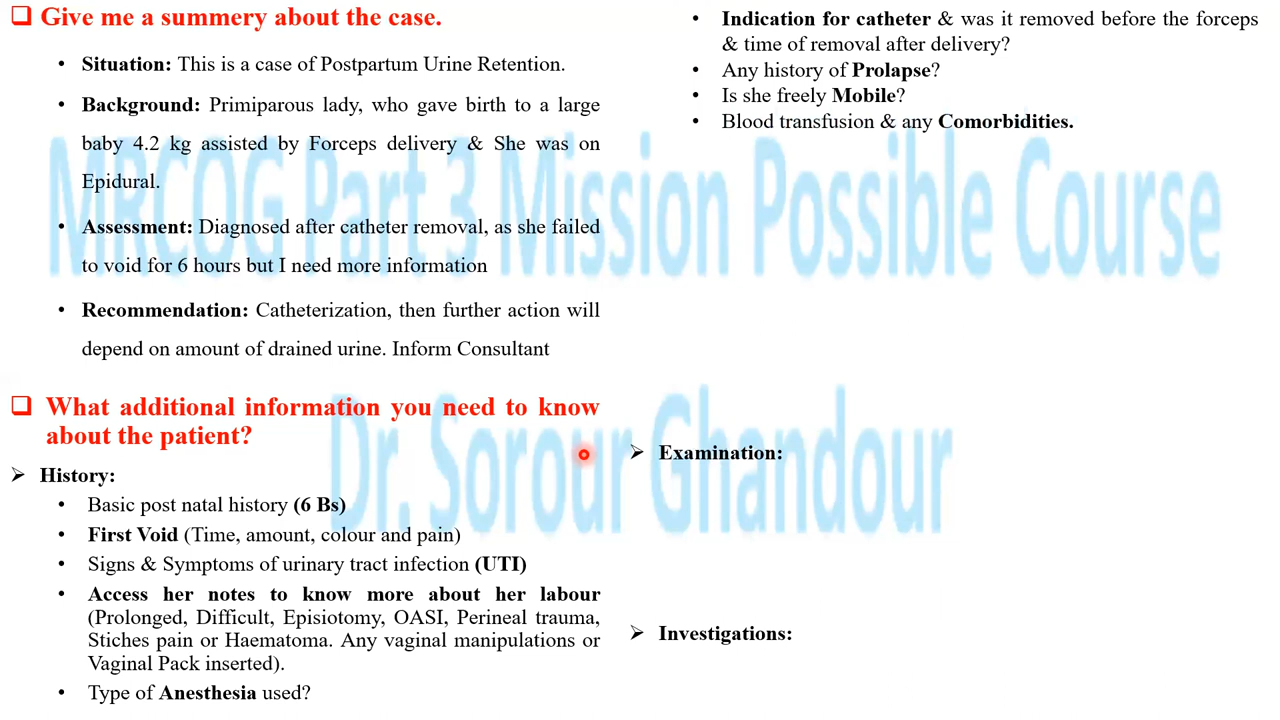 ❑ Give me a summery about the case.
• Situation: This is a case of Postpartum Urine Retention.
• Background: Primiparous lady, who gave birth to a large
baby 4.2 kg assisted by Forceps delivery & She was on
Epidural.
• Assessment: Diagnosed after catheter removal, as she failed
to void for 6 hours but I need more information
• Recommendation: Catheterization, then further action will
depend on amount of drained urine. Inform Consultant
❑ What additional information you need to know
about the patient?
➢ History:
• Basic post natal history (6 Bs)
• First Void (Time, amount, colour and pain)
• Signs & Symptoms of urinary tract infection (UTI)
• Access her notes to know more about her labour
(Prolonged, Difficult, Episiotomy, OASI, Perineal trauma,
Stiches pain or Haematoma. Any vaginal manipulations or
Vaginal Pack inserted).
• Type of Anesthesia used?
• Indication for catheter & was it removed before the forceps
& time of removal after delivery?
• Any history of Prolapse?
• Is she freely Mobile?
• Blood transfusion & any Comorbidities.
➢ Examination:
➢ Investigations:
MRCOG Part 3 Mission Possible Course
Dr. Sorour Ghandour